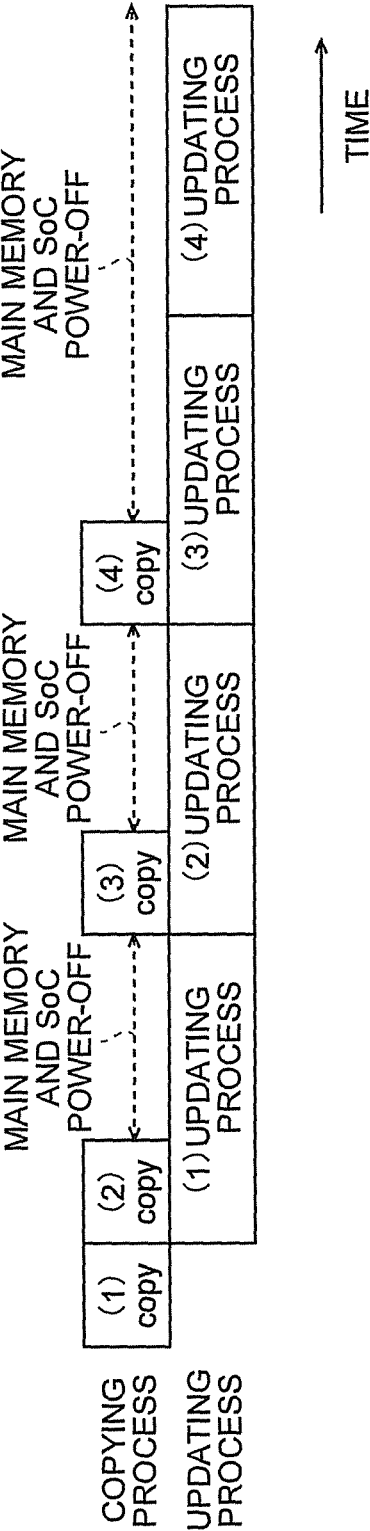 MAIN MEMORY
AND SoC
POWER-OFF
MAIN MEMORY
AND SoC
POWER-OFF
MAIN MEMORY
AND SoC
POWER-OFF
COPYING
PROCESS
(1)
copy
(2)
copy
(3)
copy
(4)
copy
UPDATING
PROCESS
(1) UPDATING
PROCESS
(2) UPDATING
PROCESS
(3) UPDATING
PROCESS
(4) UPDATING
PROCESS
TIME